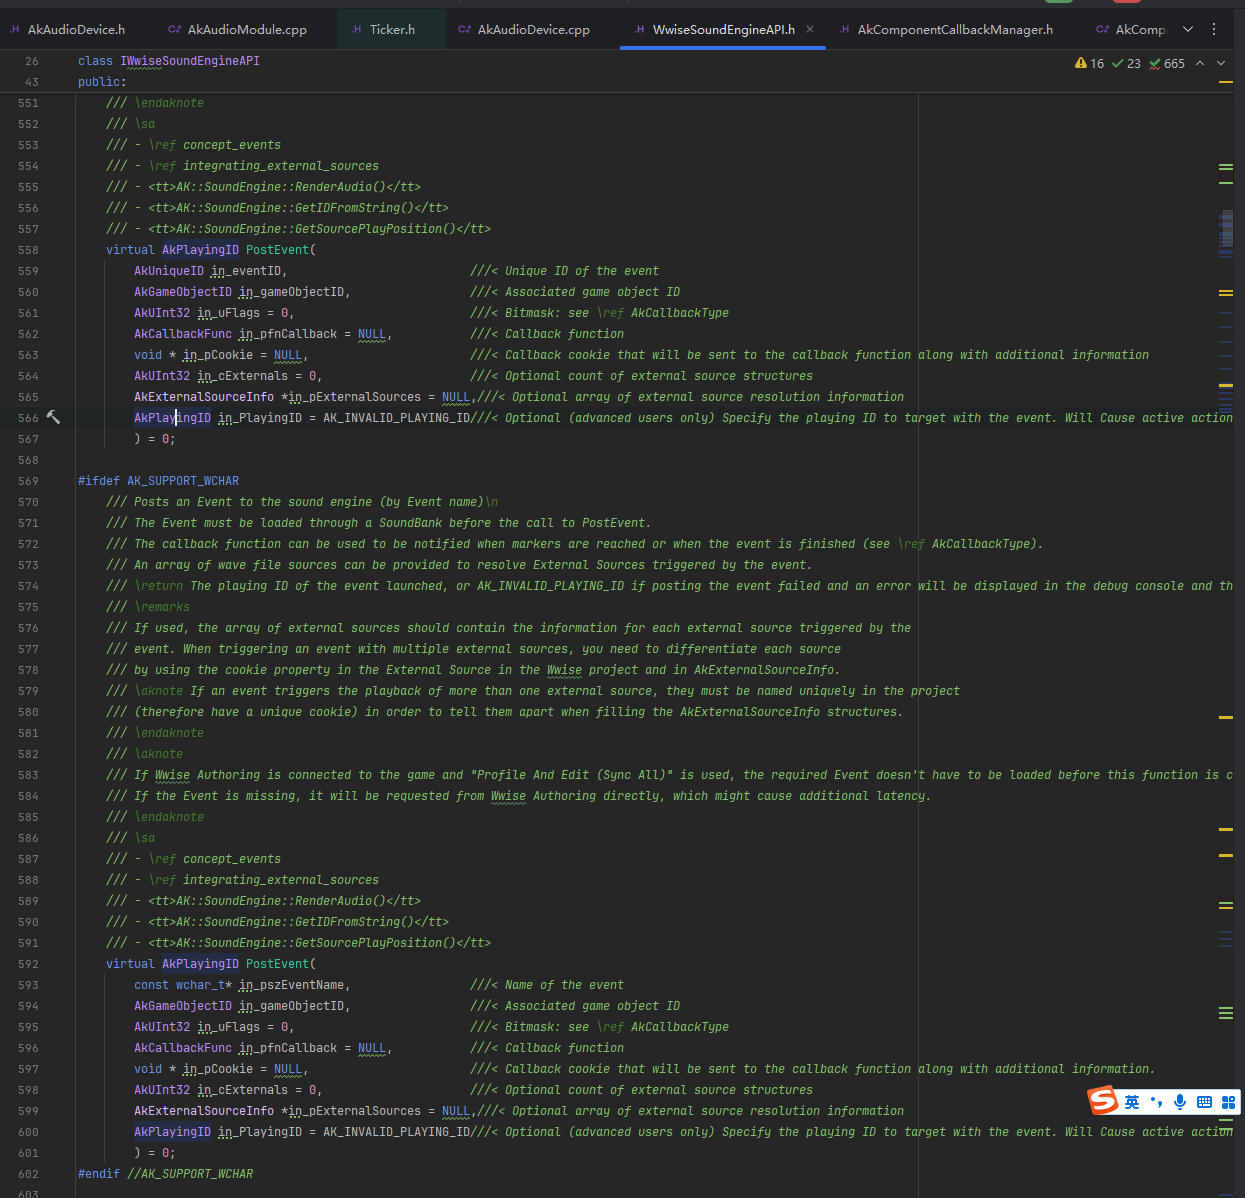 AkAudioDevice.h AkAudioModule.cpp Ticker.h AkAudioDevice.cpp WwiseSoundEngineAPI.h AkComponentCallbackManager.h AkComp
26 class IWwiseSoundEngineAPI 16 23 665
43 public:
551 /// \endaknote
552 /// \sa
553 /// - \ref concept_events
554 /// - \ref integrating_external_sources
555 /// - <tt>AK::SoundEngine::RenderAudio()</tt>
556 /// - <tt>AK::SoundEngine::GetIDFromString()</tt>
557 /// - <tt>AK::SoundEngine::GetSourcePlayPosition()</tt>
558 virtual AkPlayingID PostEvent(
559 AkUniqueID in_eventID, ///< Unique ID of the event
560 AkGameObjectID in_gameObjectID, ///< Associated game object ID
561 AkUInt32 in_uFlags = 0, ///< Bitmask: see \ref AkCallbackType
562 AkCallbackFunc in_pfnCallback = NULL, ///< Callback function
563 void * in_pCookie = NULL, ///< Callback cookie that will be sent to the callback function along with additional information
564 AkUInt32 in_cExternals = 0, ///< Optional count of external source structures
565 AkExternalSourceInfo *in_pExternalSources = NULL,///< Optional array of external source resolution information
566 AkPlayingID in_PlayingID = AK_INVALID_PLAYING_ID///< Optional (advanced users only) Specify the playing ID to target with the event. Will Cause active action
567 ) = 0;
568
569 #ifdef AK_SUPPORT_WCHAR
570 /// Posts an Event to the sound engine (by Event name)\n
571 /// The Event must be loaded through a SoundBank before the call to PostEvent.
572 /// The callback function can be used to be notified when markers are reached or when the event is finished (see \ref AkCallbackType).
573 /// An array of wave file sources can be provided to resolve External Sources triggered by the event.
574 /// \return The playing ID of the event launched, or AK_INVALID_PLAYING_ID if posting the event failed and an error will be displayed in the debug console and th
575 /// \remarks
576 /// If used, the array of external sources should contain the information for each external source triggered by the
577 /// event. When triggering an event with multiple external sources, you need to differentiate each source
578 /// by using the cookie property in the External Source in the Wwise project and in AkExternalSourceInfo.
579 /// \aknote If an event triggers the playback of more than one external source, they must be named uniquely in the project
580 /// (therefore have a unique cookie) in order to tell them apart when filling the AkExternalSourceInfo structures.
581 /// \endaknote
582 /// \aknote
583 /// If Wwise Authoring is connected to the game and "Profile And Edit (Sync All)" is used, the required Event doesn't have to be loaded before this function is c
584 /// If the Event is missing, it will be requested from Wwise Authoring directly, which might cause additional latency.
585 /// \endaknote
586 /// \sa
587 /// - \ref concept_events
588 /// - \ref integrating_external_sources
589 /// - <tt>AK::SoundEngine::RenderAudio()</tt>
590 /// - <tt>AK::SoundEngine::GetIDFromString()</tt>
591 /// - <tt>AK::SoundEngine::GetSourcePlayPosition()</tt>
592 virtual AkPlayingID PostEvent(
593 const wchar_t* in_pszEventName, ///< Name of the event
594 AkGameObjectID in_gameObjectID, ///< Associated game object ID
595 AkUInt32 in_uFlags = 0, ///< Bitmask: see \ref AkCallbackType
596 AkCallbackFunc in_pfnCallback = NULL, ///< Callback function
597 void * in_pCookie = NULL, ///< Callback cookie that will be sent to the callback function along with additional information.
598 AkUInt32 in_cExternals = 0, ///< Optional count of external source structures
英
599 AkExternalSourceInfo *in_pExternalSources = NULL,///< Optional array of external source resolution information
600 AkPlayingID in_PlayingID = AK_INVALID_PLAYING_ID///< Optional (advanced users only) Specify the playing ID to target with the event. Will Cause active action
601 ) = 0;
602 #endif //AK_SUPPORT_WCHAR
603